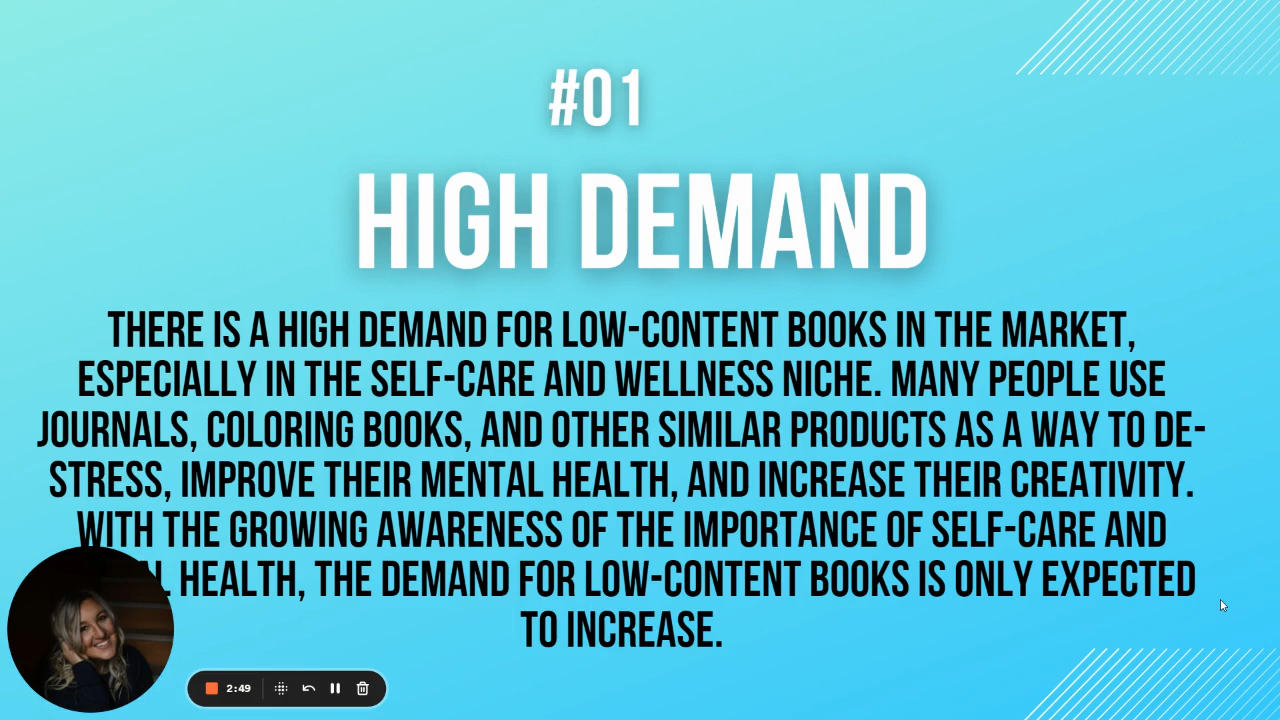 #01
HIGH DEMAND
THERE IS A HIGH DEMAND FOR LOW-CONTENT BOOKS IN THE MARKET,
ESPECIALLY IN THE SELF-CARE AND WELLNESS NICHE. MANY PEOPLE USE
JOURNALS, COLORING BOOKS, AND OTHER SIMILAR PRODUCTS AS A WAY TO DE-
STRESS, IMPROVE THEIR MENTAL HEALTH, AND INCREASE THEIR CREATIVITY.
WITH THE GROWING AWARENESS OF THE IMPORTANCE OF SELF-CARE AND
HEALTH, THE DEMAND FOR LOW-CONTENT BOOKS IS ONLY EXPECTED
TO INCREASE.
2:49